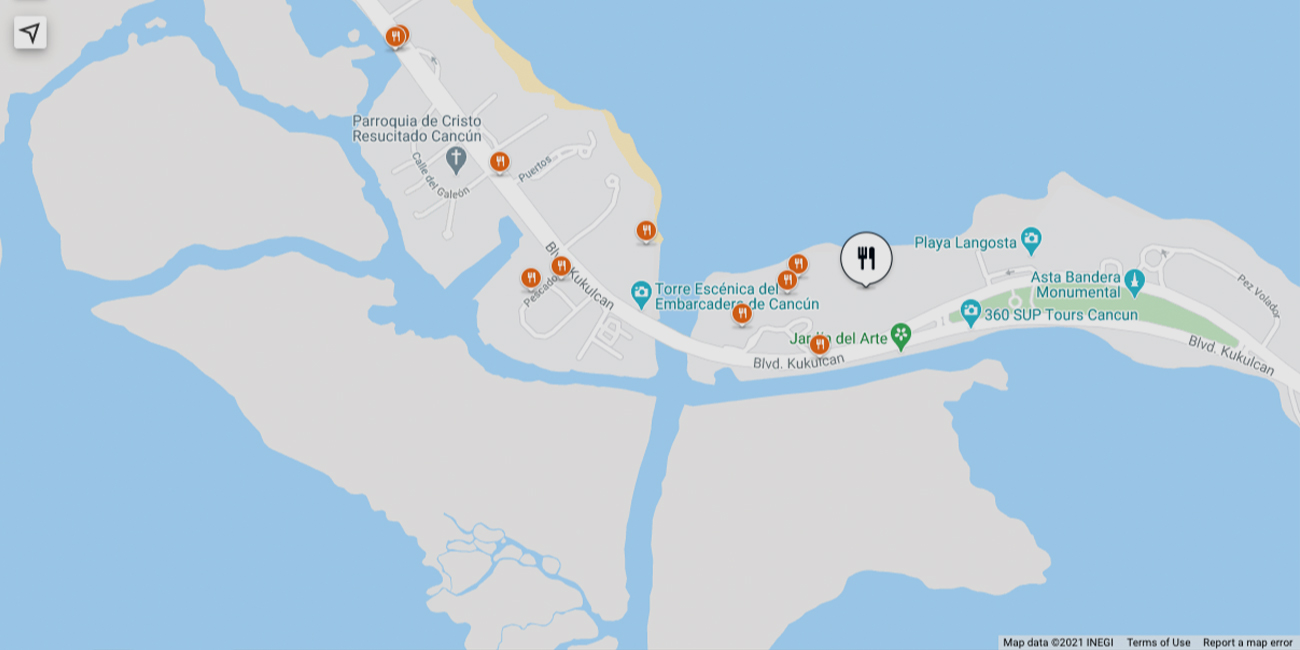 Parroquia de Cristo
Resucitado Cancún
Calle del Galeón
Puertos
Blvd. Kukulcan
Playa Langosta
Asta Bandera
Monumental
Pez Volador
Torre Escénica del
Embarcadero de Cancún
360 SUP Tours Cancun
Jardín del Arte
Blvd. Kukulcan
Blvd. Kukulcan
Map data ©2021 INEGI Terms of Use Report a map error